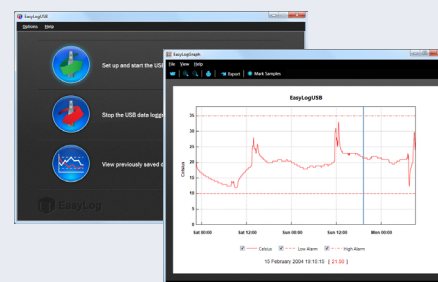 EasyLogUSB
Options Help
Set up and start the USB
Stop the USB data logg
View previously saved d
EasyLog
EasyLogGraph
File View Help
Export Mark Samples
EasyLogUSB
35
30
25
20
15
10
5
Celsius
Sat 00:00 Sat 12:00 Sun 00:00 Sun 12:00 Mon 00:00
Celsius Low Alarm High Alarm
15 February 2004 19:10:10 [ 21.50 ]